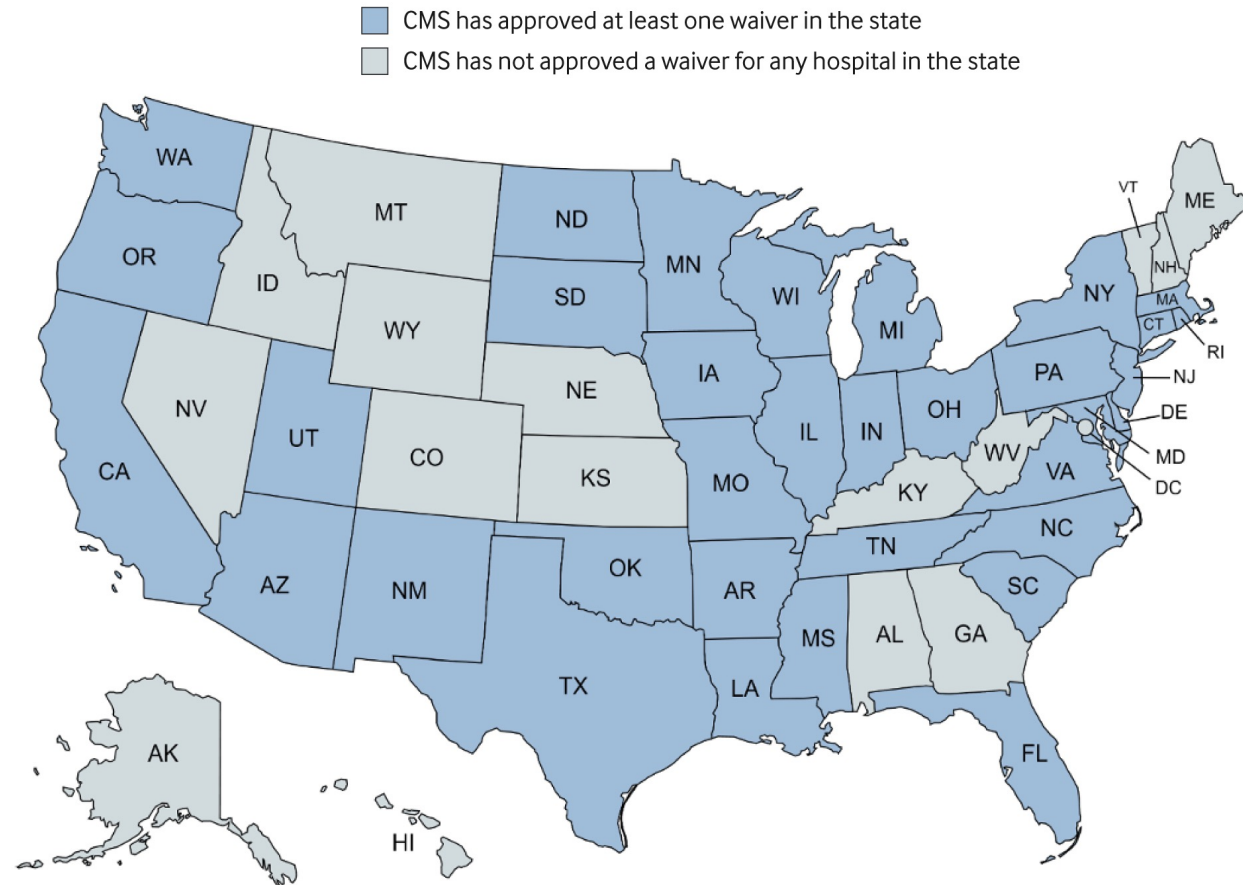 CMS has approved at least one waiver in the state
CMS has not approved a waiver for any hospital in the state
WA
MT
ND
MN
VT
ME
OR
ID
SD
WI
MI
NY
NH
MA
CT
RI
WY
IA
PA
NJ
NV
NE
IL
IN
OH
DE
UT
CO
KS
MO
KY
WV
VA
MD
DC
CA
TN
NC
AZ
NM
OK
AR
SC
MS
AL
GA
TX
LA
AK
FL
HI